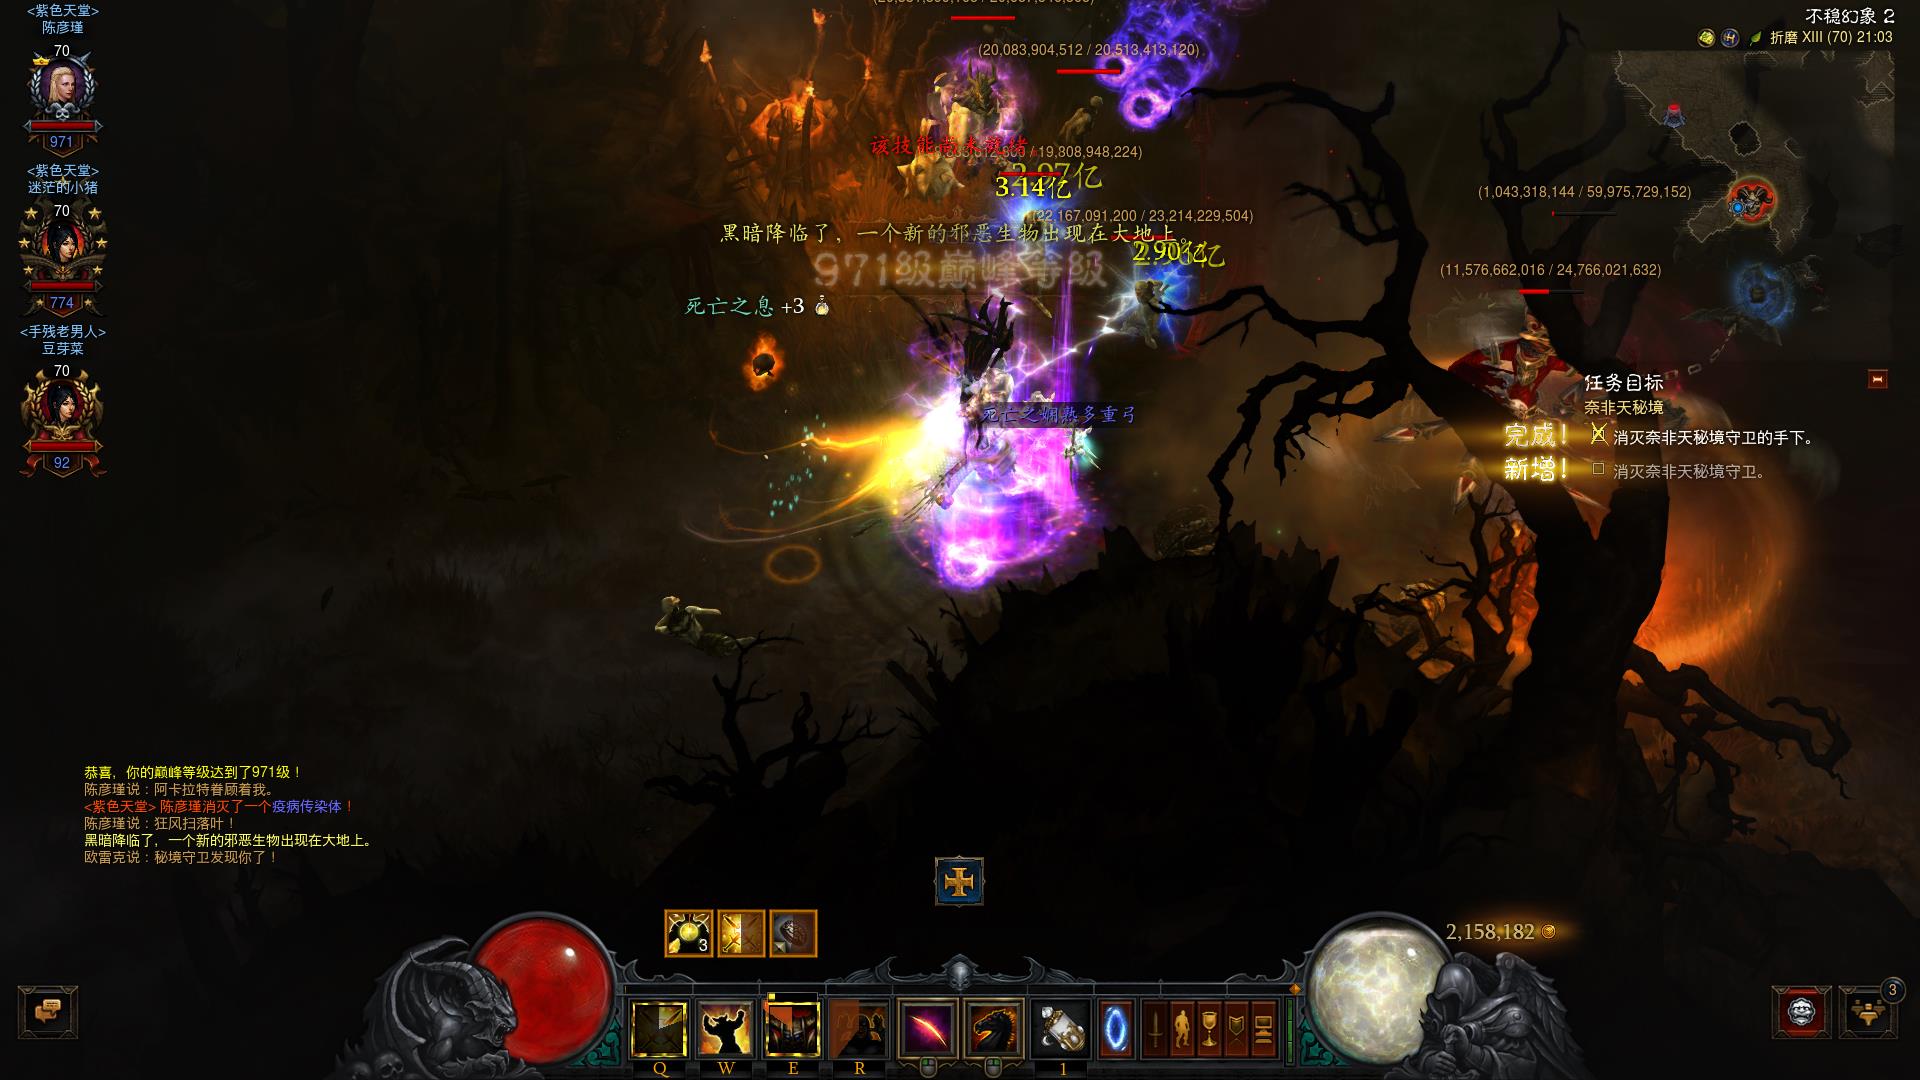 <紫色天堂>
陈彦瑾
70
971
<紫色天堂>
迷茫的小猪
70
774
<手残老男人>
豆芽菜
70
92
不稳幻象 2
折磨 XIII (70) 21:03
(20,083,904,512 / 20,513,413,120)
该技能尚未就绪
/ 19,808,948,224)
2.97亿
3.14亿
(22,167,091,200 / 23,214,229,504)
黑暗降临了，一个新的邪恶生物出现在大地上。
2.90亿
971级巅峰等级
死亡之息 +3
死亡之娴熟多重弓
(1,043,318,144 / 59,975,729,152)
(11,576,662,016 / 24,766,021,632)
任务目标
奈非天秘境
完成！ 消灭奈非天秘境守卫的手下。
新增！ 消灭奈非天秘境守卫。
恭喜，你的巅峰等级达到了971级！
陈彦瑾说：阿卡拉特眷顾着我。
<紫色天堂> 陈彦瑾消灭了一个疫病传染体！
陈彦瑾说：狂风扫落叶！
黑暗降临了，一个新的邪恶生物出现在大地上。
欧雷克说：秘境守卫发现你了！
3
2,158,182
Q
W
E
R
1
3